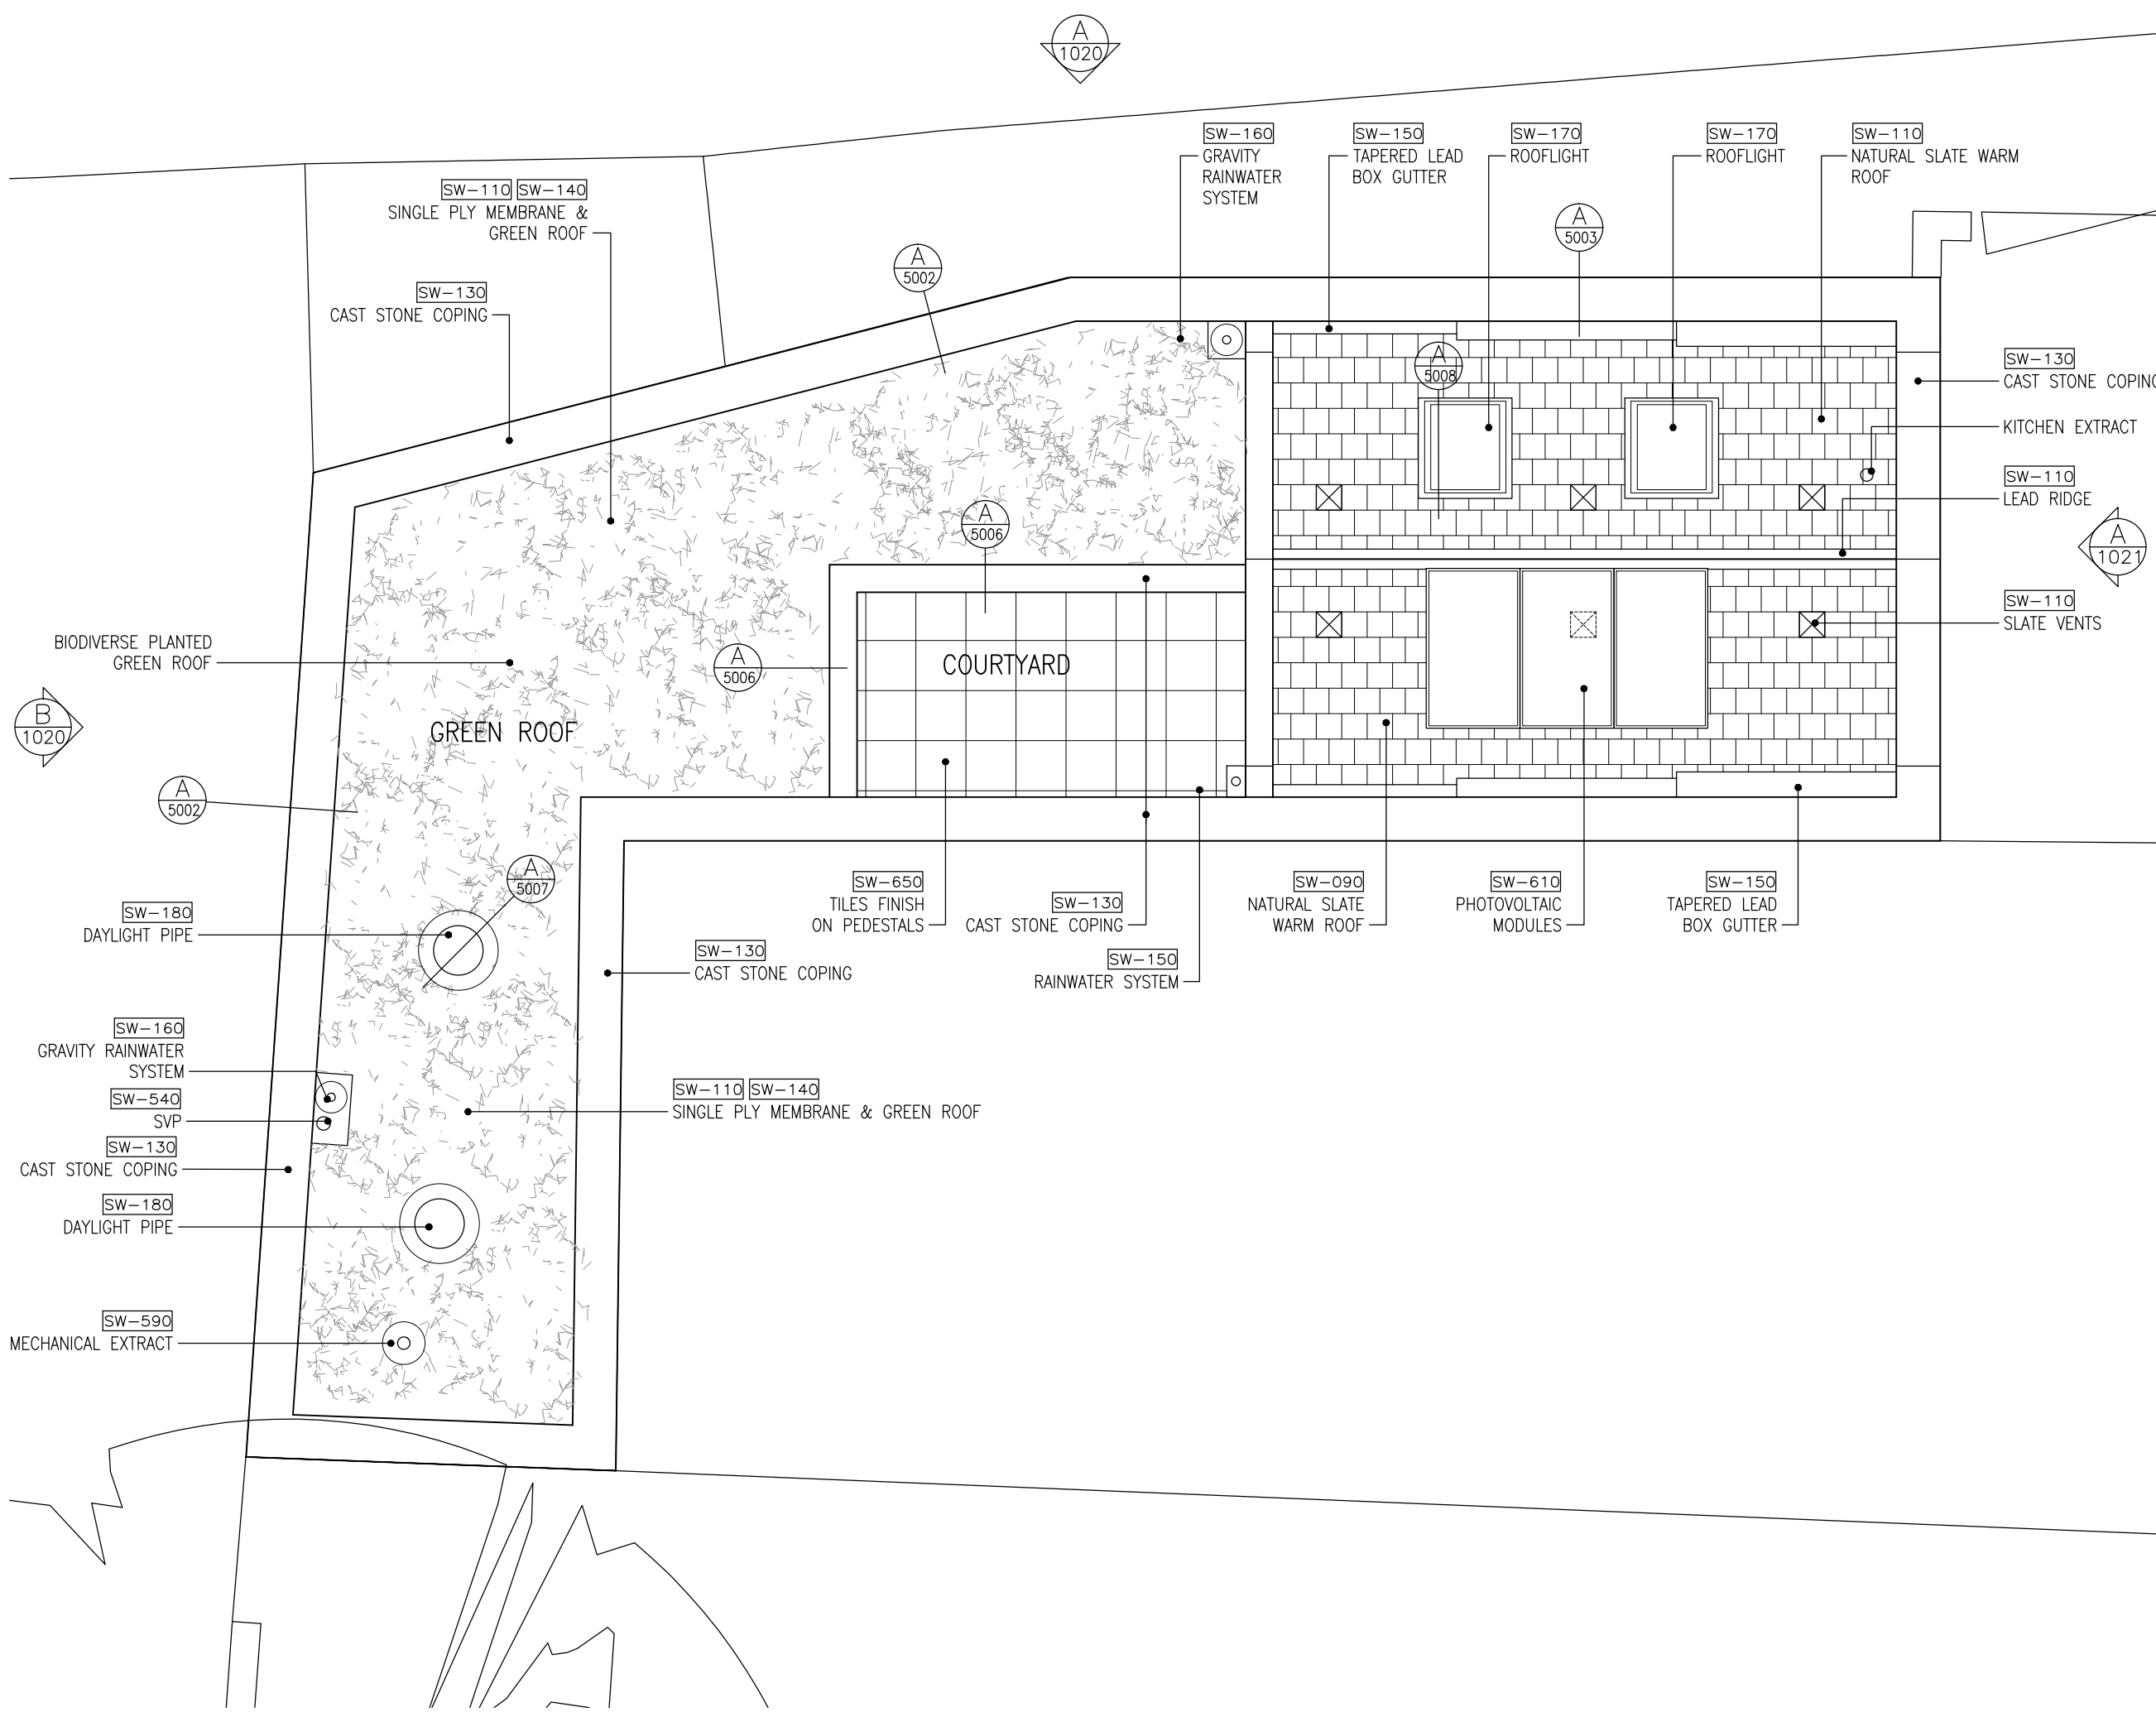 A
1020
SW-160
GRAVITY
RAINWATER
SYSTEM
SW-150
TAPERED LEAD
BOX GUTTER
SW-170
ROOFLIGHT
SW-170
ROOFLIGHT
SW-110
NATURAL SLATE WARM
ROOF
SW-110 SW-140
SINGLE PLY MEMBRANE &
GREEN ROOF
A
5003
A
5002
SW-130
CAST STONE COPING
A
5008
SW-130
CAST STONE COPING
KITCHEN EXTRACT
SW-110
LEAD RIDGE
A
5006
A
1021
SW-110
SLATE VENTS
BIODIVERSE PLANTED
GREEN ROOF
COURTYARD
A
5006
B
1020
GREEN ROOF
A
5002
A
5007
SW-650
TILES FINISH
ON PEDESTALS
SW-130
CAST STONE COPING
SW-090
NATURAL SLATE
WARM ROOF
SW-610
PHOTOVOLTAIC
MODULES
SW-150
TAPERED LEAD
BOX GUTTER
SW-180
DAYLIGHT PIPE
SW-130
CAST STONE COPING
SW-150
RAINWATER SYSTEM
SW-160
GRAVITY RAINWATER
SYSTEM
SW-540
SVP
SW-110 SW-140
SINGLE PLY MEMBRANE & GREEN ROOF
SW-130
CAST STONE COPING
SW-180
DAYLIGHT PIPE
SW-590
MECHANICAL EXTRACT